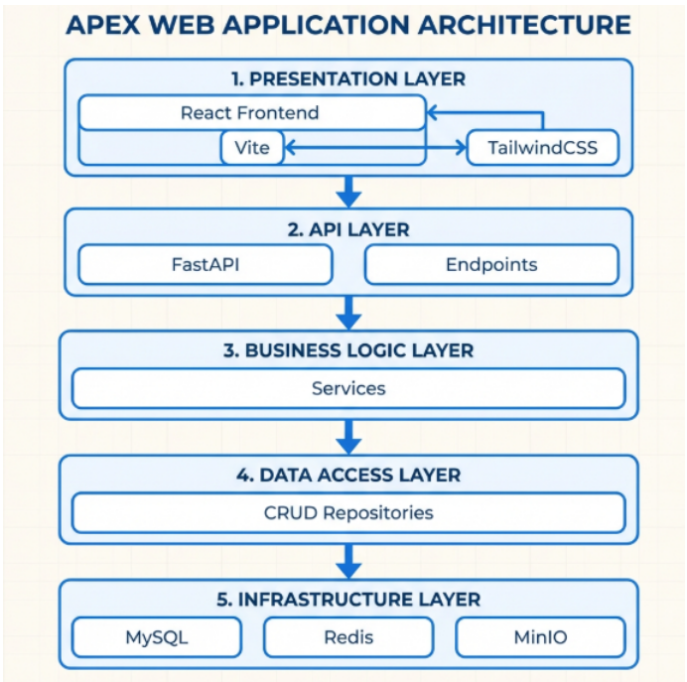 APEX WEB APPLICATION ARCHITECTURE
1. PRESENTATION LAYER
React Frontend
Vite
TailwindCSS
2. API LAYER
FastAPI
Endpoints
3. BUSINESS LOGIC LAYER
Services
4. DATA ACCESS LAYER
CRUD Repositories
5. INFRASTRUCTURE LAYER
MySQL
Redis
MinIO